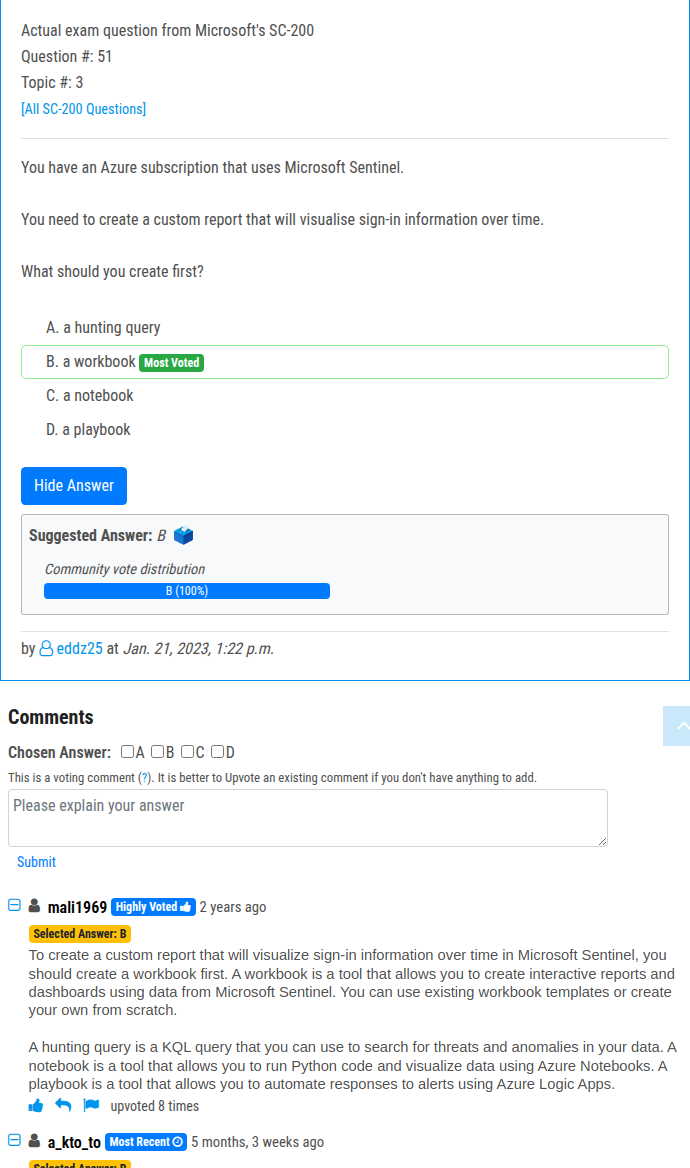 Actual exam question from Microsoft's SC-200
Question #: 51
Topic #: 3
[All SC-200 Questions]
You have an Azure subscription that uses Microsoft Sentinel.
You need to create a custom report that will visualise sign-in information over time.
What should you create first?
A. a hunting query
B. a workbook Most Voted
C. a notebook
D. a playbook
Hide Answer
Suggested Answer: B
Community vote distribution
B (100%)
by eddz25 at Jan. 21, 2023, 1:22 p.m.
Comments
Chosen Answer: A B C D
This is a voting comment (?). It is better to Upvote an existing comment if you don't have anything to add.
Please explain your answer
Submit
mali1969 Highly Voted 2 years ago
Selected Answer: B
To create a custom report that will visualize sign-in information over time in Microsoft Sentinel, you
should create a workbook first. A workbook is a tool that allows you to create interactive reports and
dashboards using data from Microsoft Sentinel. You can use existing workbook templates or create
your own from scratch.
A hunting query is a KQL query that you can use to search for threats and anomalies in your data. A
notebook is a tool that allows you to run Python code and visualize data using Azure Notebooks. A
playbook is a tool that allows you to automate responses to alerts using Azure Logic Apps.
upvoted 8 times
a_kto_to Most Recent 5 months, 3 weeks ago
Selected Answer: B